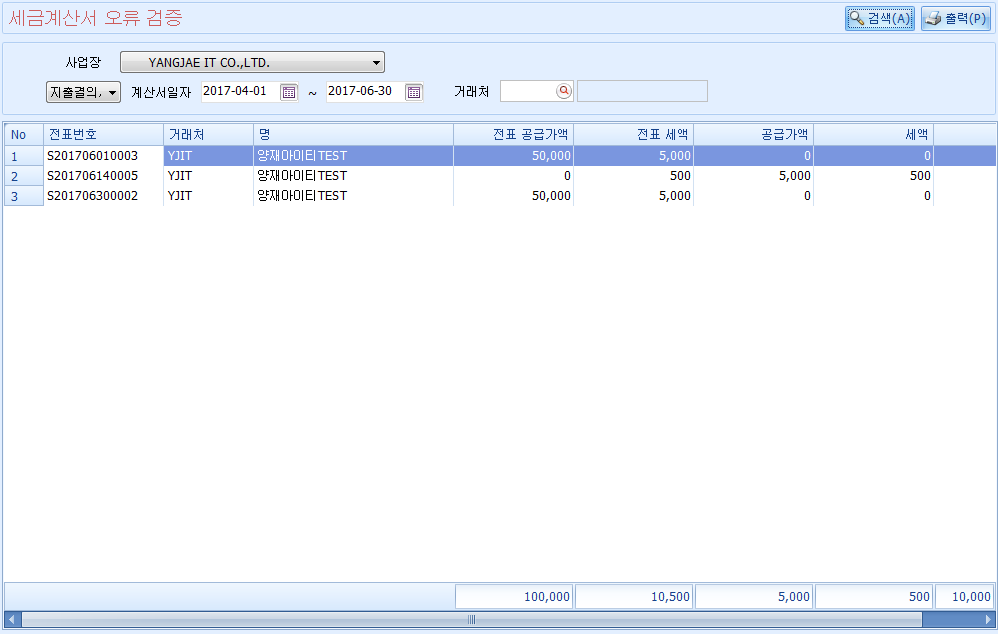 세금계산서 오류 검증 검색(A) 출력(P)
사업장 YANGJAE IT CO.,LTD.
지출결의, 계산서일자 2017-04-01 ~ 2017-06-30 거래처
No 전표번호 거래처 명 전표 공급가액 전표 세액 공급가액 세액
1 S201706010003 YJIT 양재아이티TEST 50,000 5,000 0 0
2 S201706140005 YJIT 양재아이티TEST 0 500 5,000 500
3 S201706300002 YJIT 양재아이티TEST 50,000 5,000 0 0
100,000 10,500 5,000 500 10,000